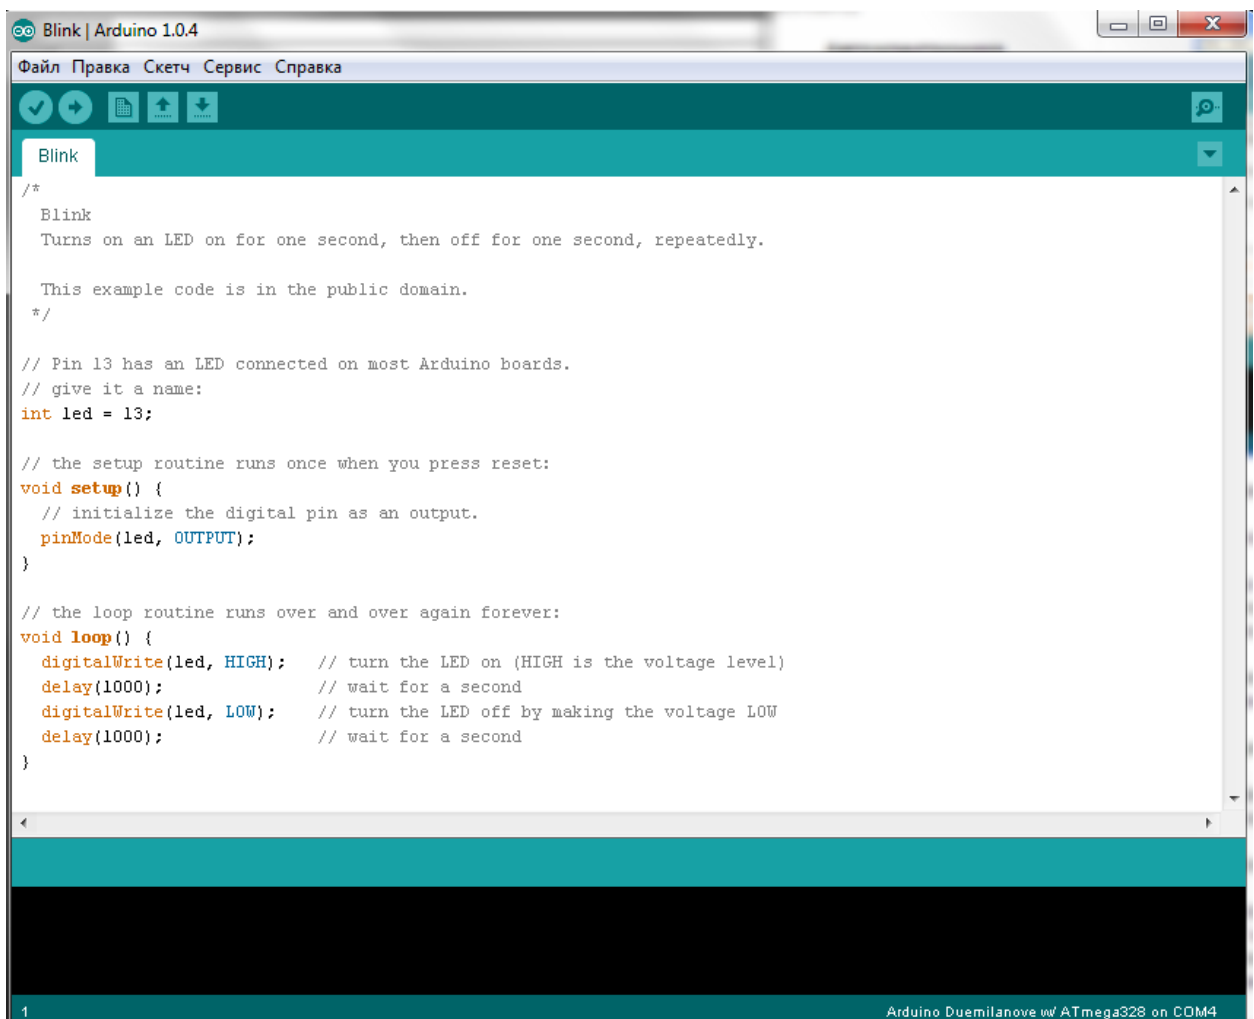 Blink | Arduino 1.0.4
Файл Правка Скетч Сервис Справка
Blink
/*
  Blink
  Turns on an LED on for one second, then off for one second, repeatedly.

  This example code is in the public domain.
 */

// Pin 13 has an LED connected on most Arduino boards.
// give it a name:
int led = 13;

// the setup routine runs once when you press reset:
void setup() {
  // initialize the digital pin as an output.
  pinMode(led, OUTPUT);
}

// the loop routine runs over and over again forever:
void loop() {
  digitalWrite(led, HIGH);   // turn the LED on (HIGH is the voltage level)
  delay(1000);               // wait for a second
  digitalWrite(led, LOW);    // turn the LED off by making the voltage LOW
  delay(1000);               // wait for a second
}
1
Arduino Duemilanove w/ ATmega328 on COM4